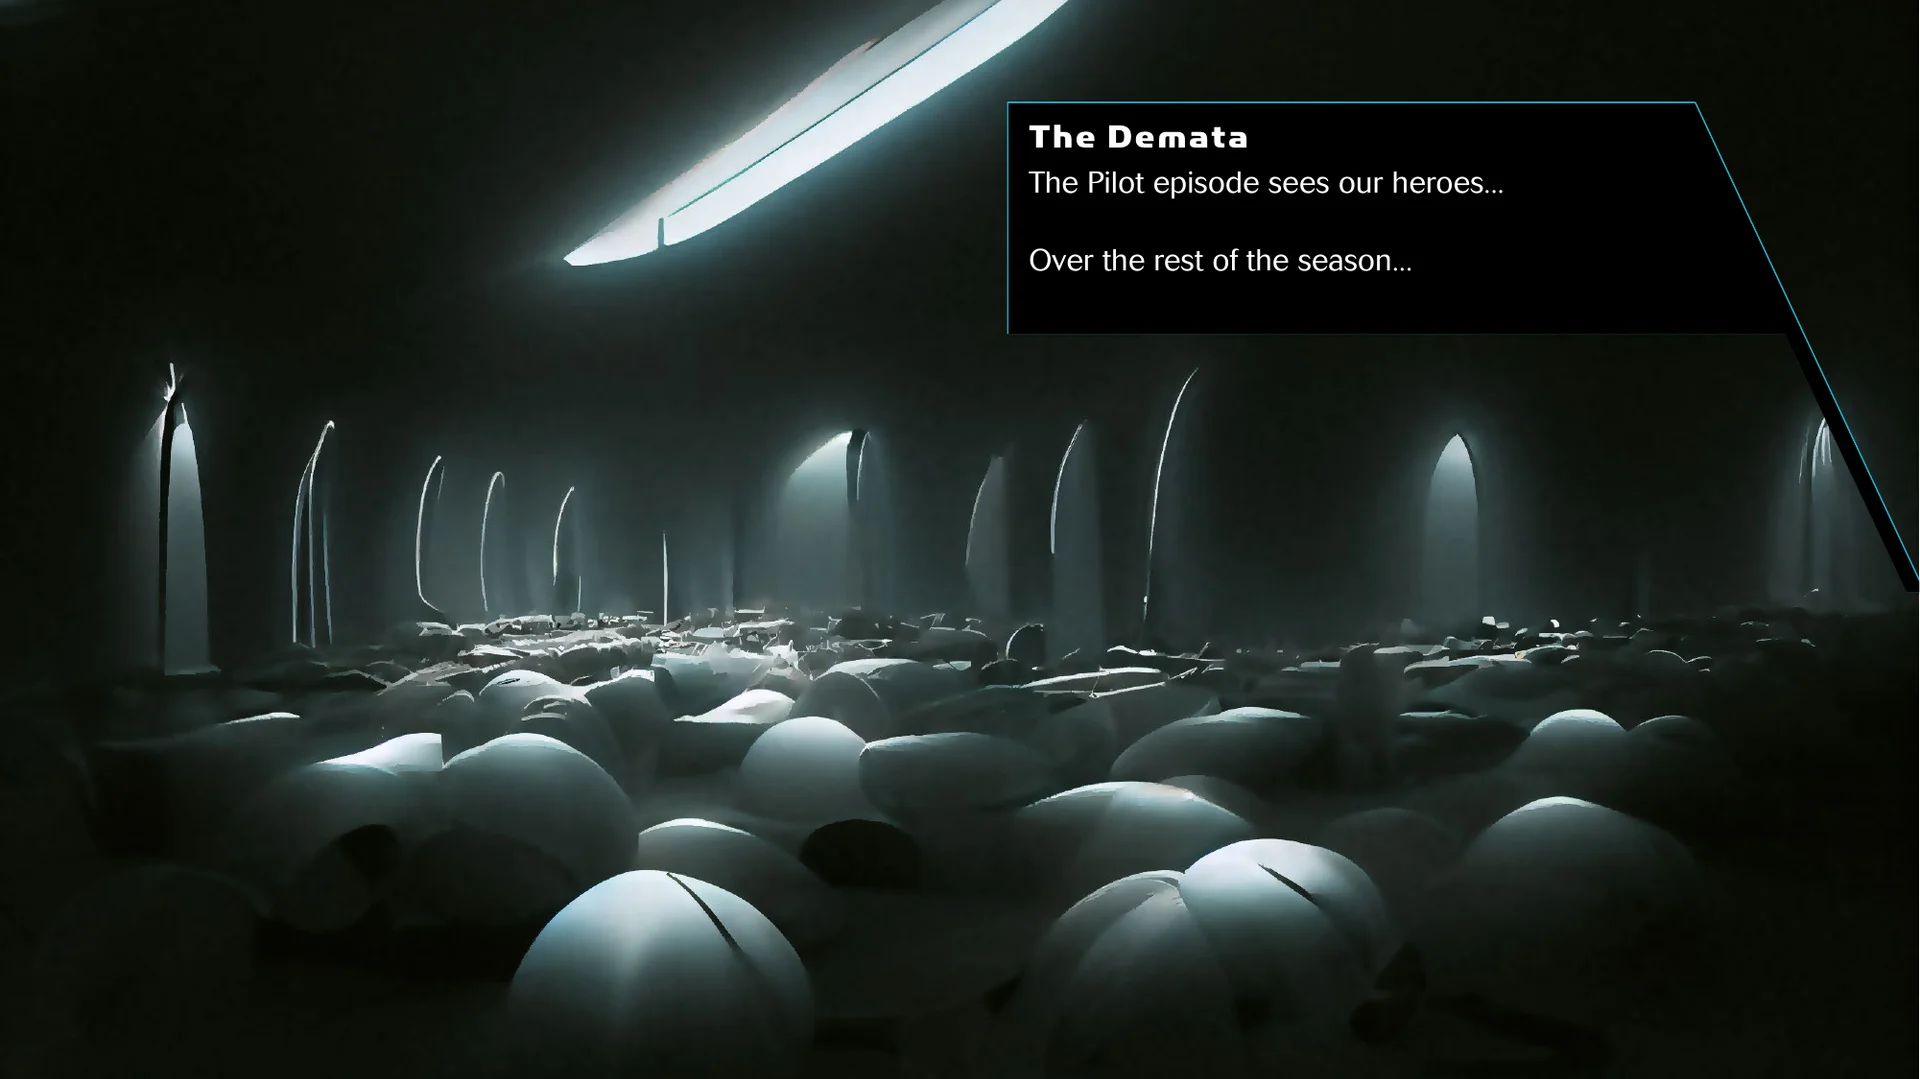 The Demata
The Pilot episode sees our heroes...
Over the rest of the season...